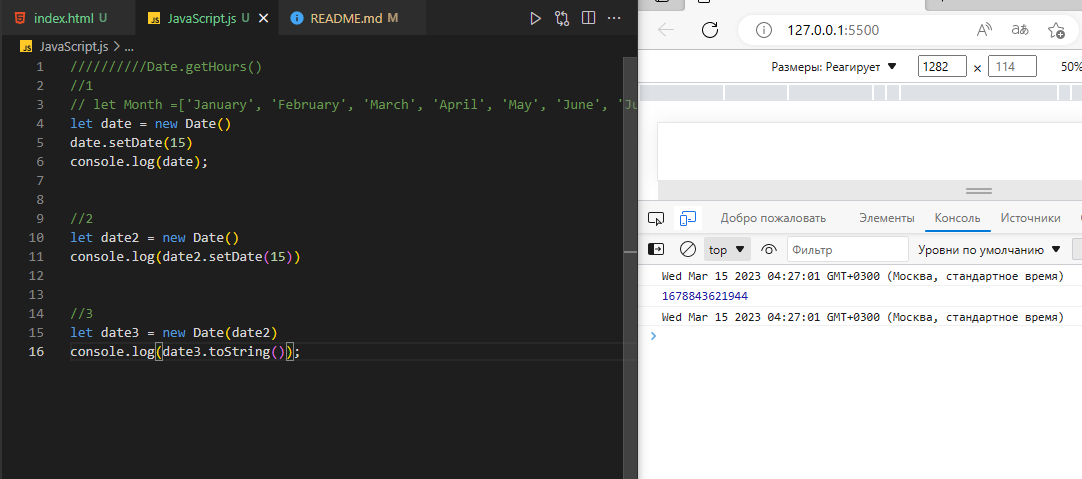 index.html U
JavaScript.js U
README.md M
JavaScript.js > ...
1 //////////Date.getHours()
2 //1
3 // let Month =['January', 'February', 'March', 'April', 'May', 'June', 'Ju
4 let date = new Date()
5 date.setDate(15)
6 console.log(date);
7
8
9 //2
10 let date2 = new Date()
11 console.log(date2.setDate(15))
12
13
14 //3
15 let date3 = new Date(date2)
16 console.log(date3.toString());
127.0.0.1:5500
Размеры: Реагирует 1282 × 114 50%
Добро пожаловать Элементы Консоль Источники
top Фильтр Уровни по умолчанию
Wed Mar 15 2023 04:27:01 GMT+0300 (Москва, стандартное время)
1678843621944
Wed Mar 15 2023 04:27:01 GMT+0300 (Москва, стандартное время)